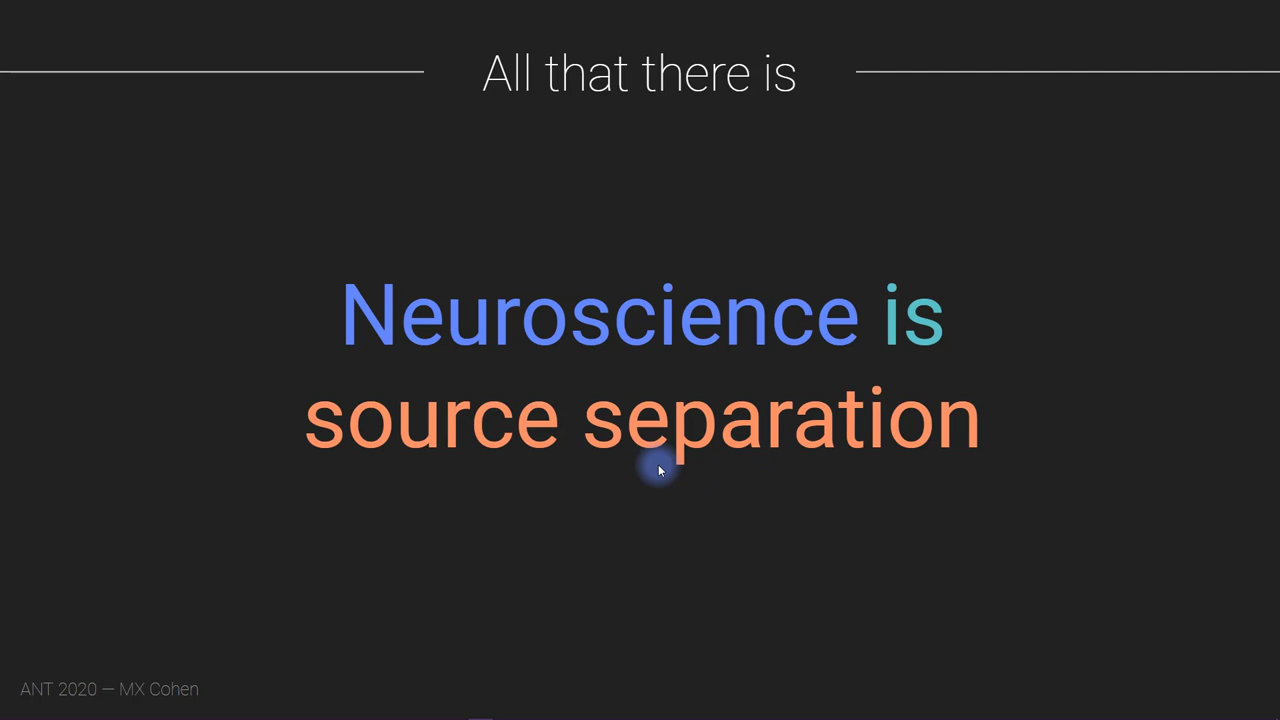 All that there is
Neuroscience is
source separation
ANT 2020 — MX Cohen